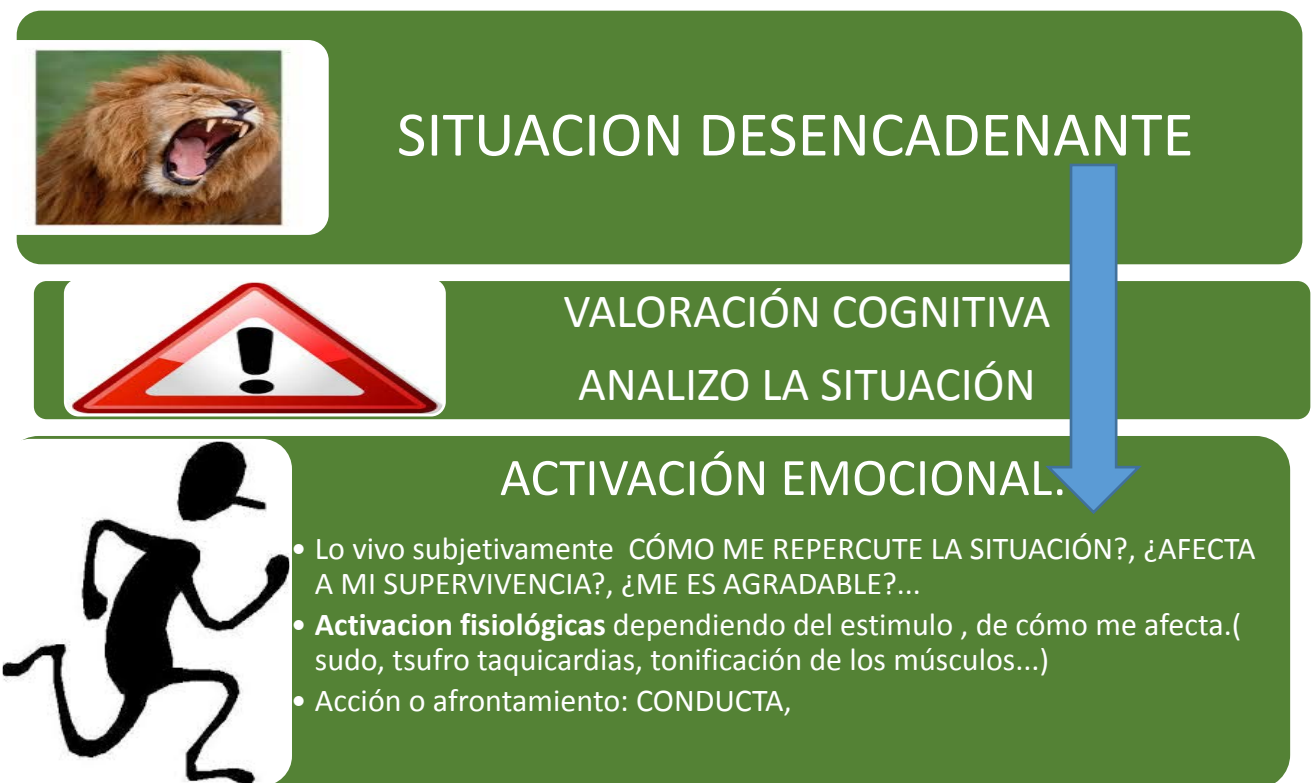 SITUACION DESENCADENANTE
VALORACIÓN COGNITIVA
ANALIZO LA SITUACIÓN
ACTIVACIÓN EMOCIONAL.
• Lo vivo subjetivamente CÓMO ME REPERCUTE LA SITUACIÓN?, ¿AFECTA
A MI SUPERVIVENCIA?, ¿ME ES AGRADABLE?...
• Activacion fisiológicas dependiendo del estimulo , de cómo me afecta.(
sudo, tsufro taquicardias, tonificación de los músculos...)
• Acción o afrontamiento: CONDUCTA,